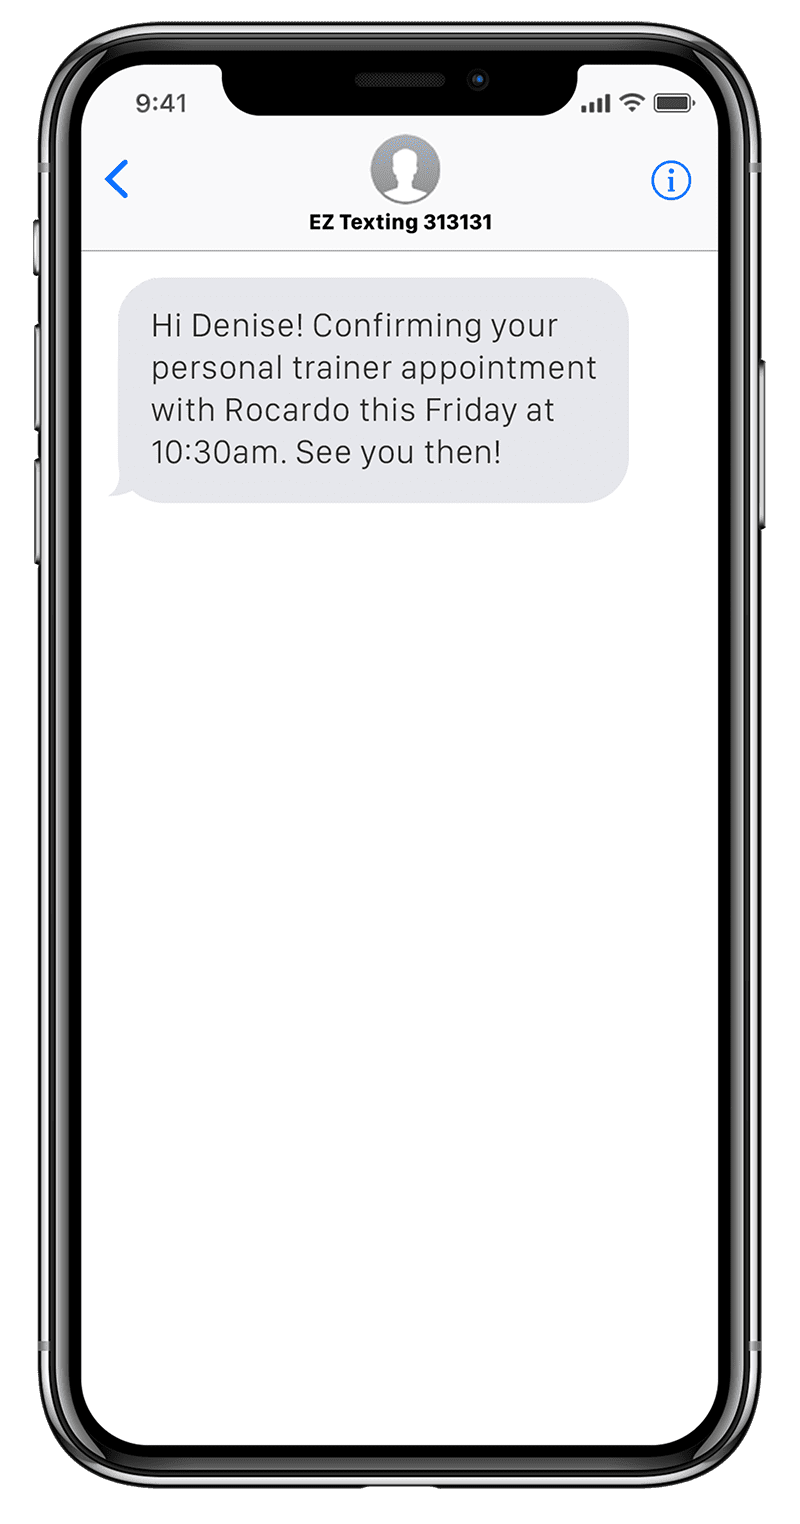 9:41
EZ Texting 313131
Hi Denise! Confirming your
personal trainer appointment
with Rocardo this Friday at
10:30am. See you then!